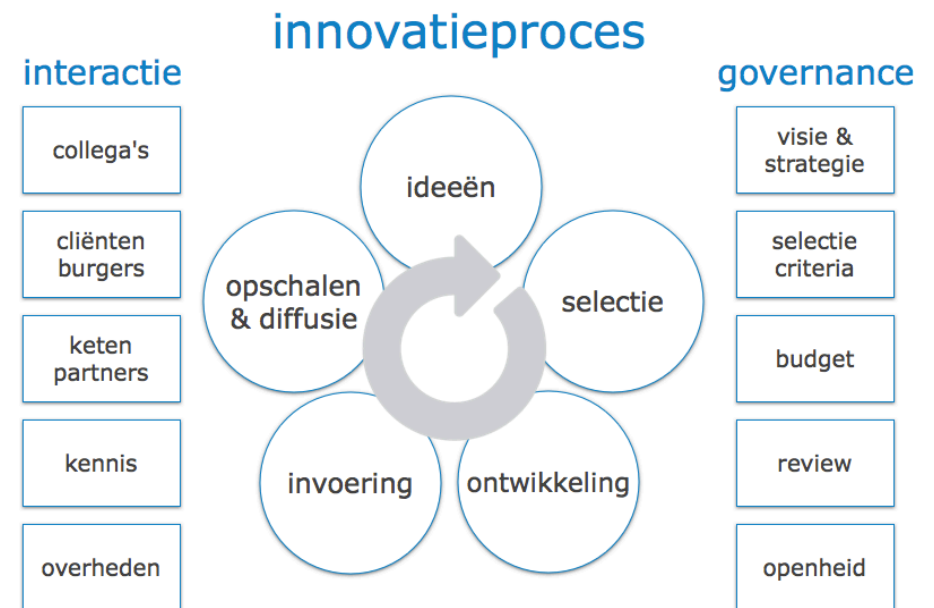 innovatieproces
interactie
governance
collega's
cliënten
burgers
keten
partners
kennis
overheden
ideeën
selectie
ontwikkeling
invoering
opschalen
& diffusie
visie &
strategie
selectie
criteria
budget
review
openheid